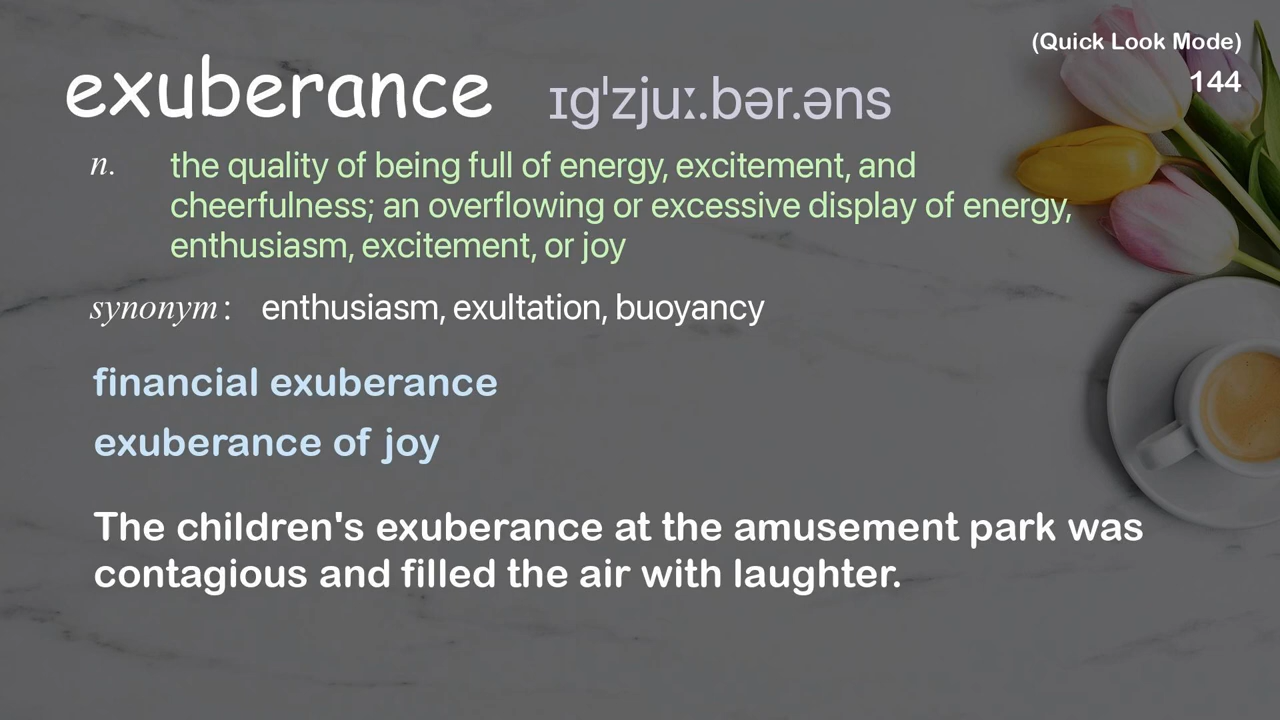 (Quick Look Mode)
144
exuberance ɪɡˈzjuː.bər.əns
n. the quality of being full of energy, excitement, and
cheerfulness; an overflowing or excessive display of energy,
enthusiasm, excitement, or joy
synonym: enthusiasm, exultation, buoyancy
financial exuberance
exuberance of joy
The children's exuberance at the amusement park was
contagious and filled the air with laughter.